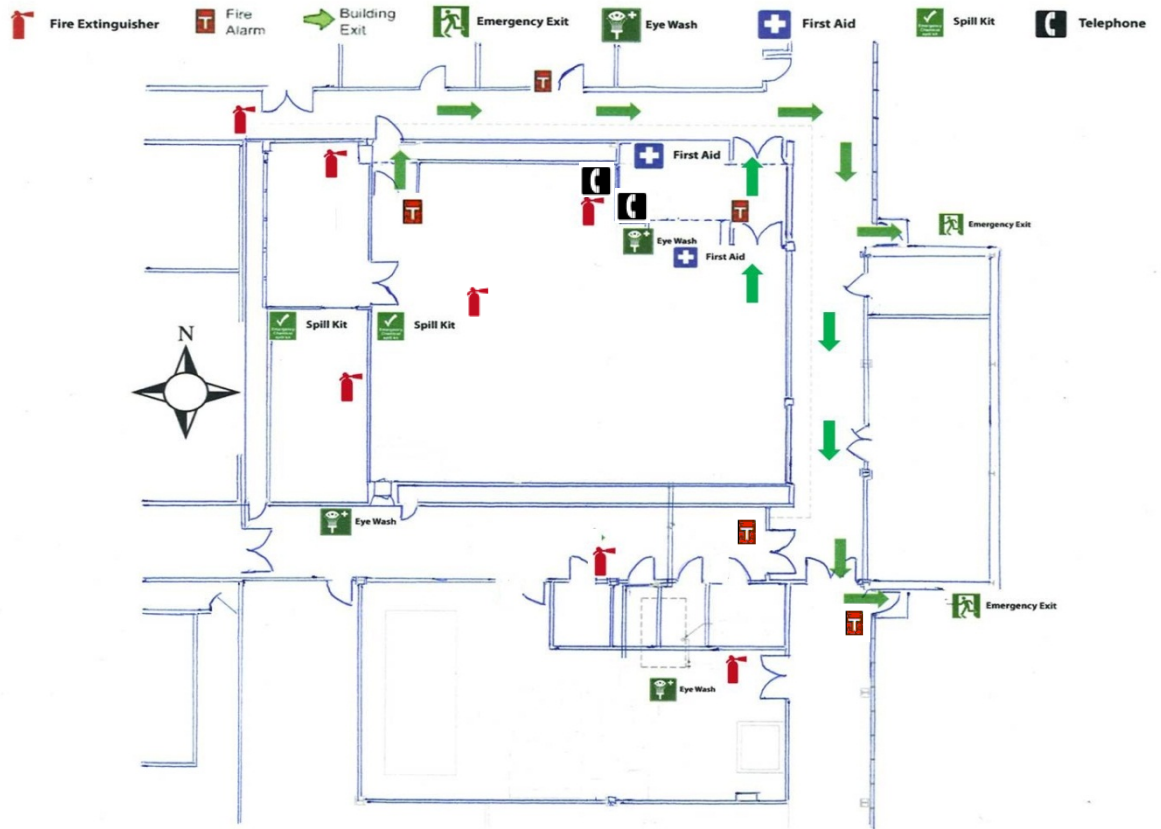 Fire Extinguisher
Fire
Alarm
Building
Exit
Emergency Exit
Eye Wash
First Aid
Spill Kit
Telephone
First Aid
Eye Wash
First Aid
Emergency Exit
Spill Kit
Spill Kit
N
Eye Wash
Emergency Exit
Eye Wash